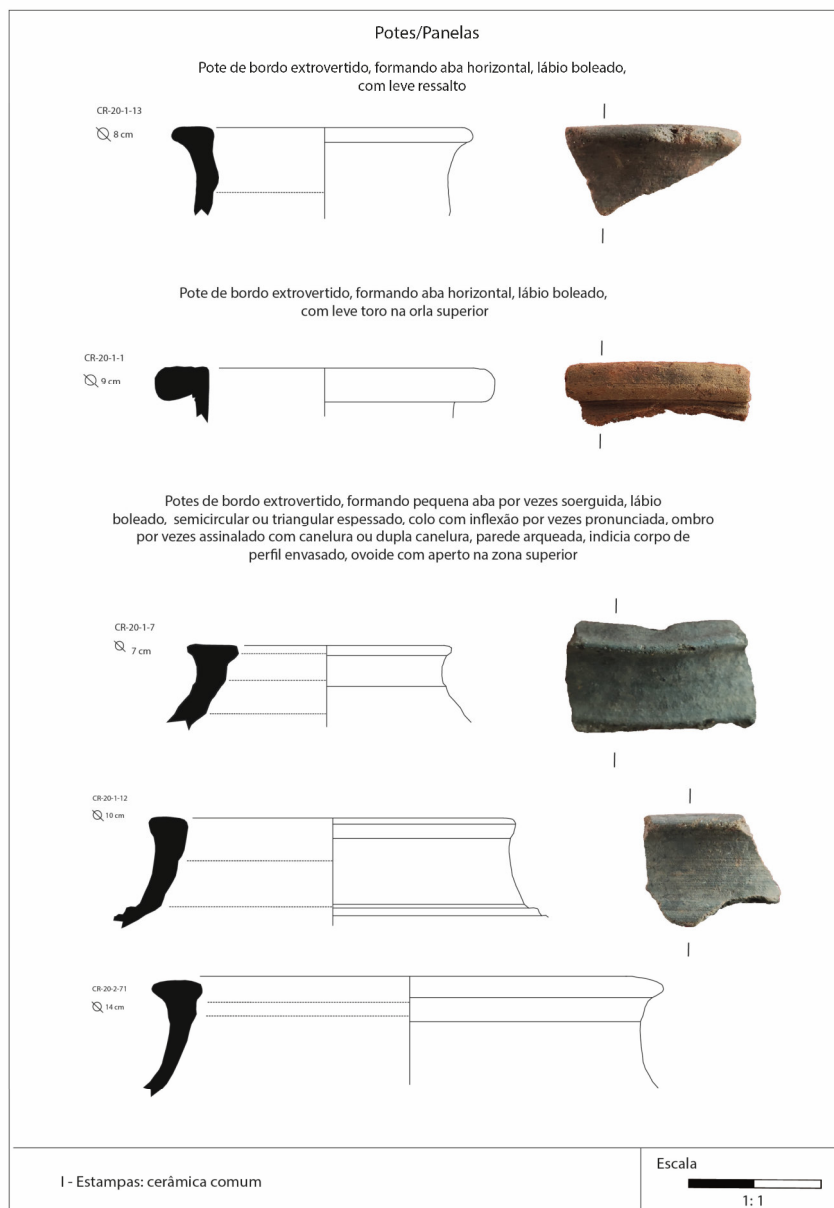 Potes/Panelas
Pote de bordo extrovertido, formando aba horizontal, lábio boleado,
com leve ressalto
CR-20-1-13
8 cm
Pote de bordo extrovertido, formando aba horizontal, lábio boleado,
com leve toro na orla superior
CR-20-1-1
9 cm
Potes de bordo extrovertido, formando pequena aba por vezes soerguida, lábio
boleado, semicircular ou triangular espessado, colo com inflexão por vezes pronunciada, ombro
por vezes assinalado com canelura ou dupla canelura, parede arqueada, indicia corpo de
perfil envasado, ovoide com aperto na zona superior
CR-20-1-7
7 cm
CR-20-1-12
10 cm
CR-20-2-71
14 cm
I - Estampas: cerâmica comum
Escala
1: 1